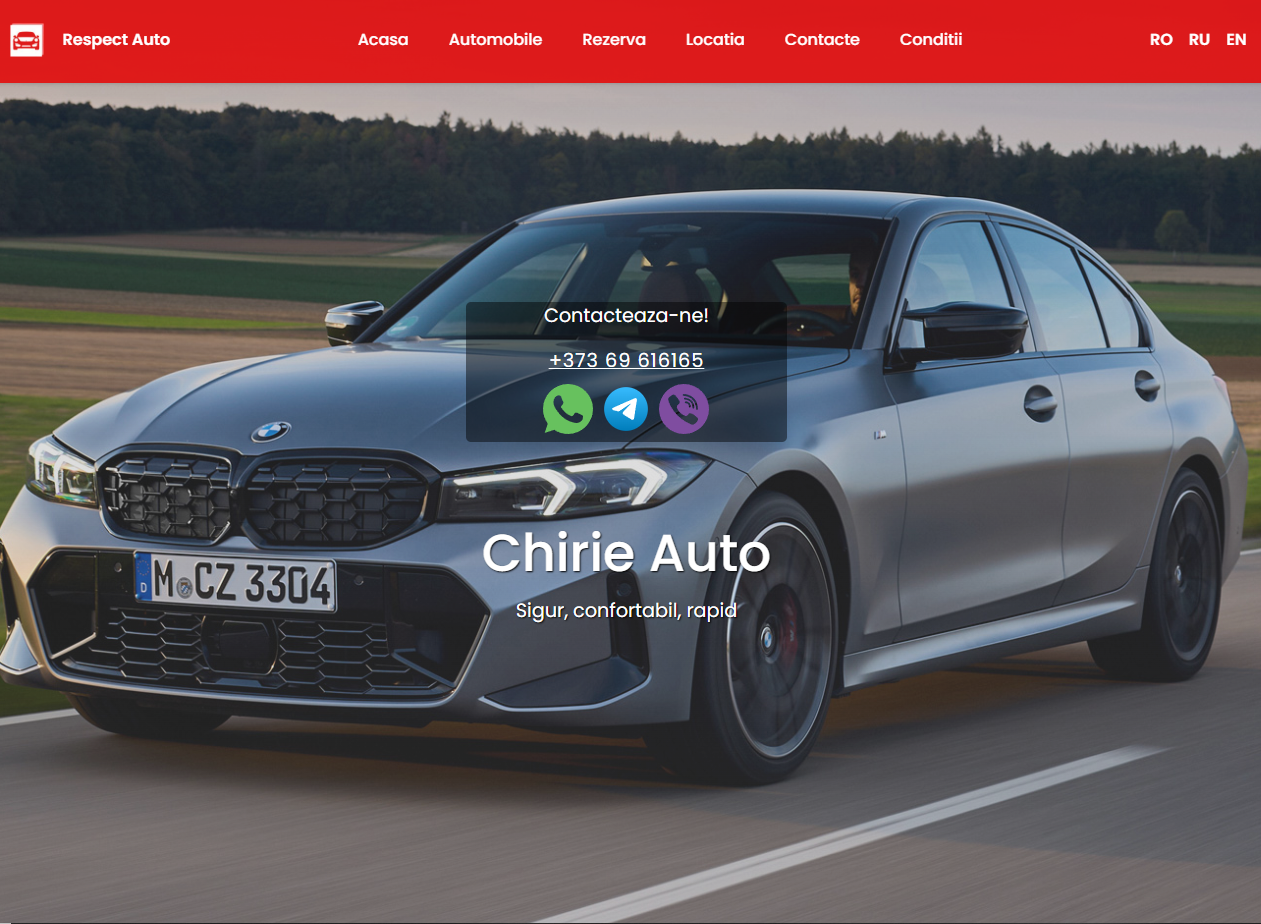 Respect Auto
Acasa Automobile Rezerva Locatia Contacte Conditii
RO RU EN
Contacteaza-ne!
+373 69 616165
Chirie Auto
Sigur, confortabil, rapid
D M CZ 3304